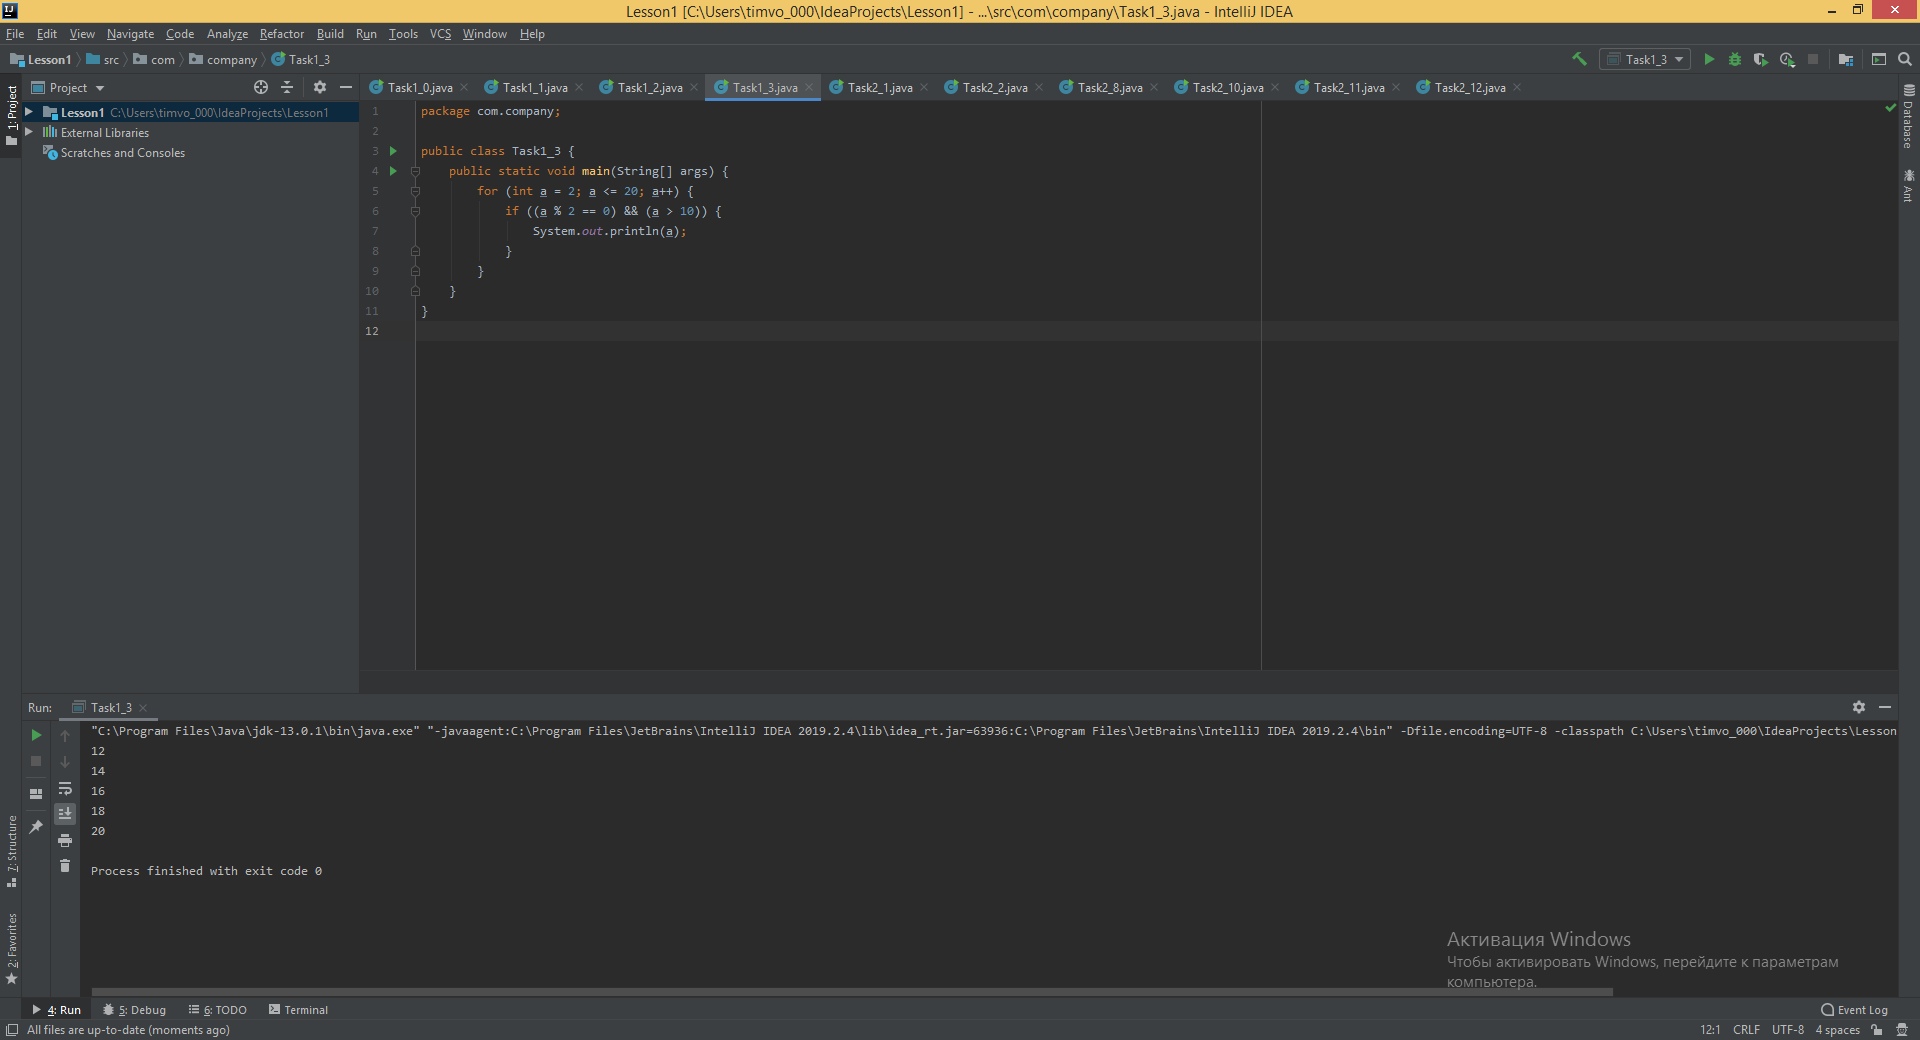 Lesson1 [C:\Users\timvo_000\IdeaProjects\Lesson1] - ...\src\com\company\Task1_3.java - IntelliJ IDEA
File Edit View Navigate Code Analyze Refactor Build Run Tools VCS Window Help
Lesson1 src com company Task1_3
Task1_3
Project
Task1_0.java Task1_1.java Task1_2.java Task1_3.java Task2_1.java Task2_2.java Task2_8.java Task2_10.java Task2_11.java Task2_12.java
Lesson1 C:\Users\timvo_000\IdeaProjects\Lesson1
External Libraries
Scratches and Consoles
1: Project
7: Structure
2: Favorites
Database
Ant
1 package com.company;
2
3 public class Task1_3 {
4 public static void main(String[] args) {
5 for (int a = 2; a <= 20; a++) {
6 if ((a % 2 == 0) && (a > 10)) {
7 System.out.println(a);
8 }
9 }
10 }
11 }
12
Run: Task1_3
"C:\Program Files\Java\jdk-13.0.1\bin\java.exe" "-javaagent:C:\Program Files\JetBrains\IntelliJ IDEA 2019.2.4\lib\idea_rt.jar=63936:C:\Program Files\JetBrains\IntelliJ IDEA 2019.2.4\bin" -Dfile.encoding=UTF-8 -classpath C:\Users\timvo_000\IdeaProjects\Lesson
12
14
16
18
20
Process finished with exit code 0
Активация Windows
Чтобы активировать Windows, перейдите к параметрам
компьютера.
4: Run 5: Debug 6: TODO Terminal
Event Log
All files are up-to-date (moments ago)
12:1 CRLF UTF-8 4 spaces